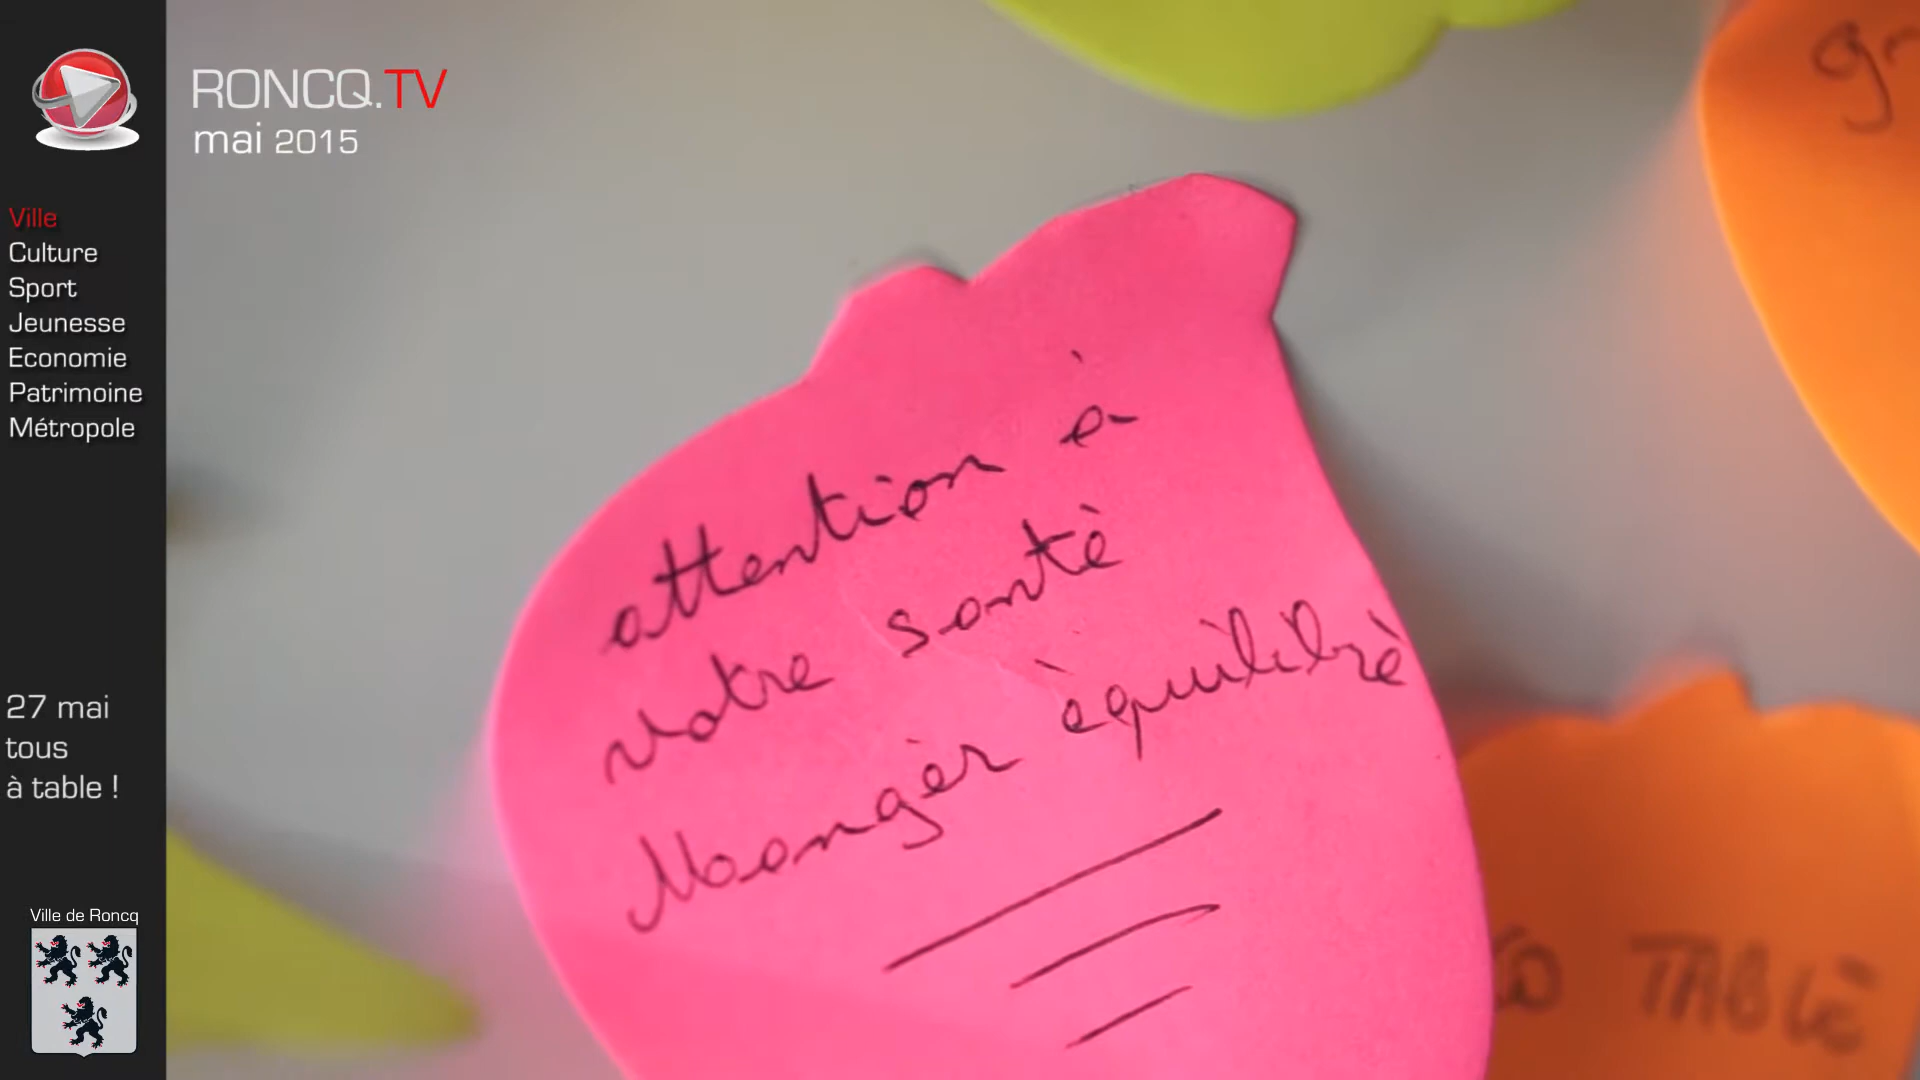 RONCQ.TV
mai 2015
Ville
Culture
Sport
Jeunesse
Economie
Patrimoine
Métropole
27 mai
tous
à table !
Ville de Roncq
attention à
votre santè
Mangèr èquilibrè
TABLE